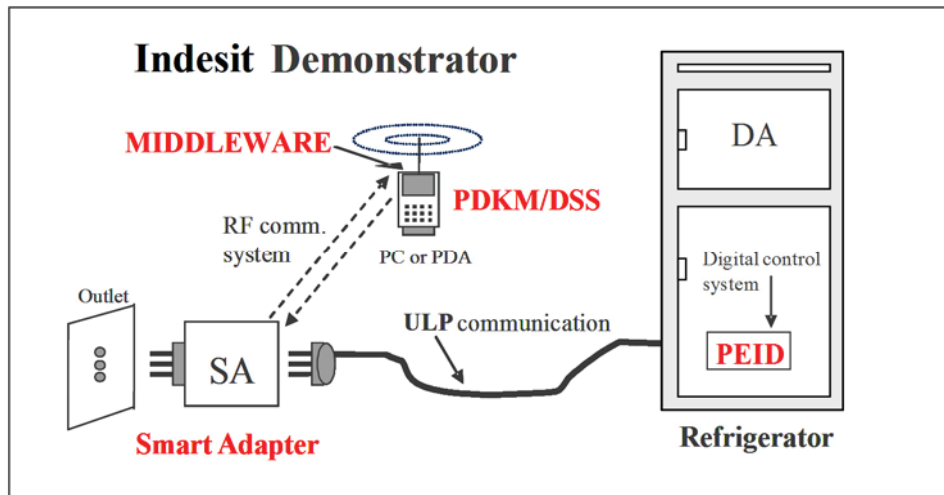 Indesit Demonstrator
MIDDLEWARE
DA
PDKM/DSS
RF comm.
system
PC or PDA
Digital control
system
Outlet
ULP communication
PEID
SA
Smart Adapter
Refrigerator